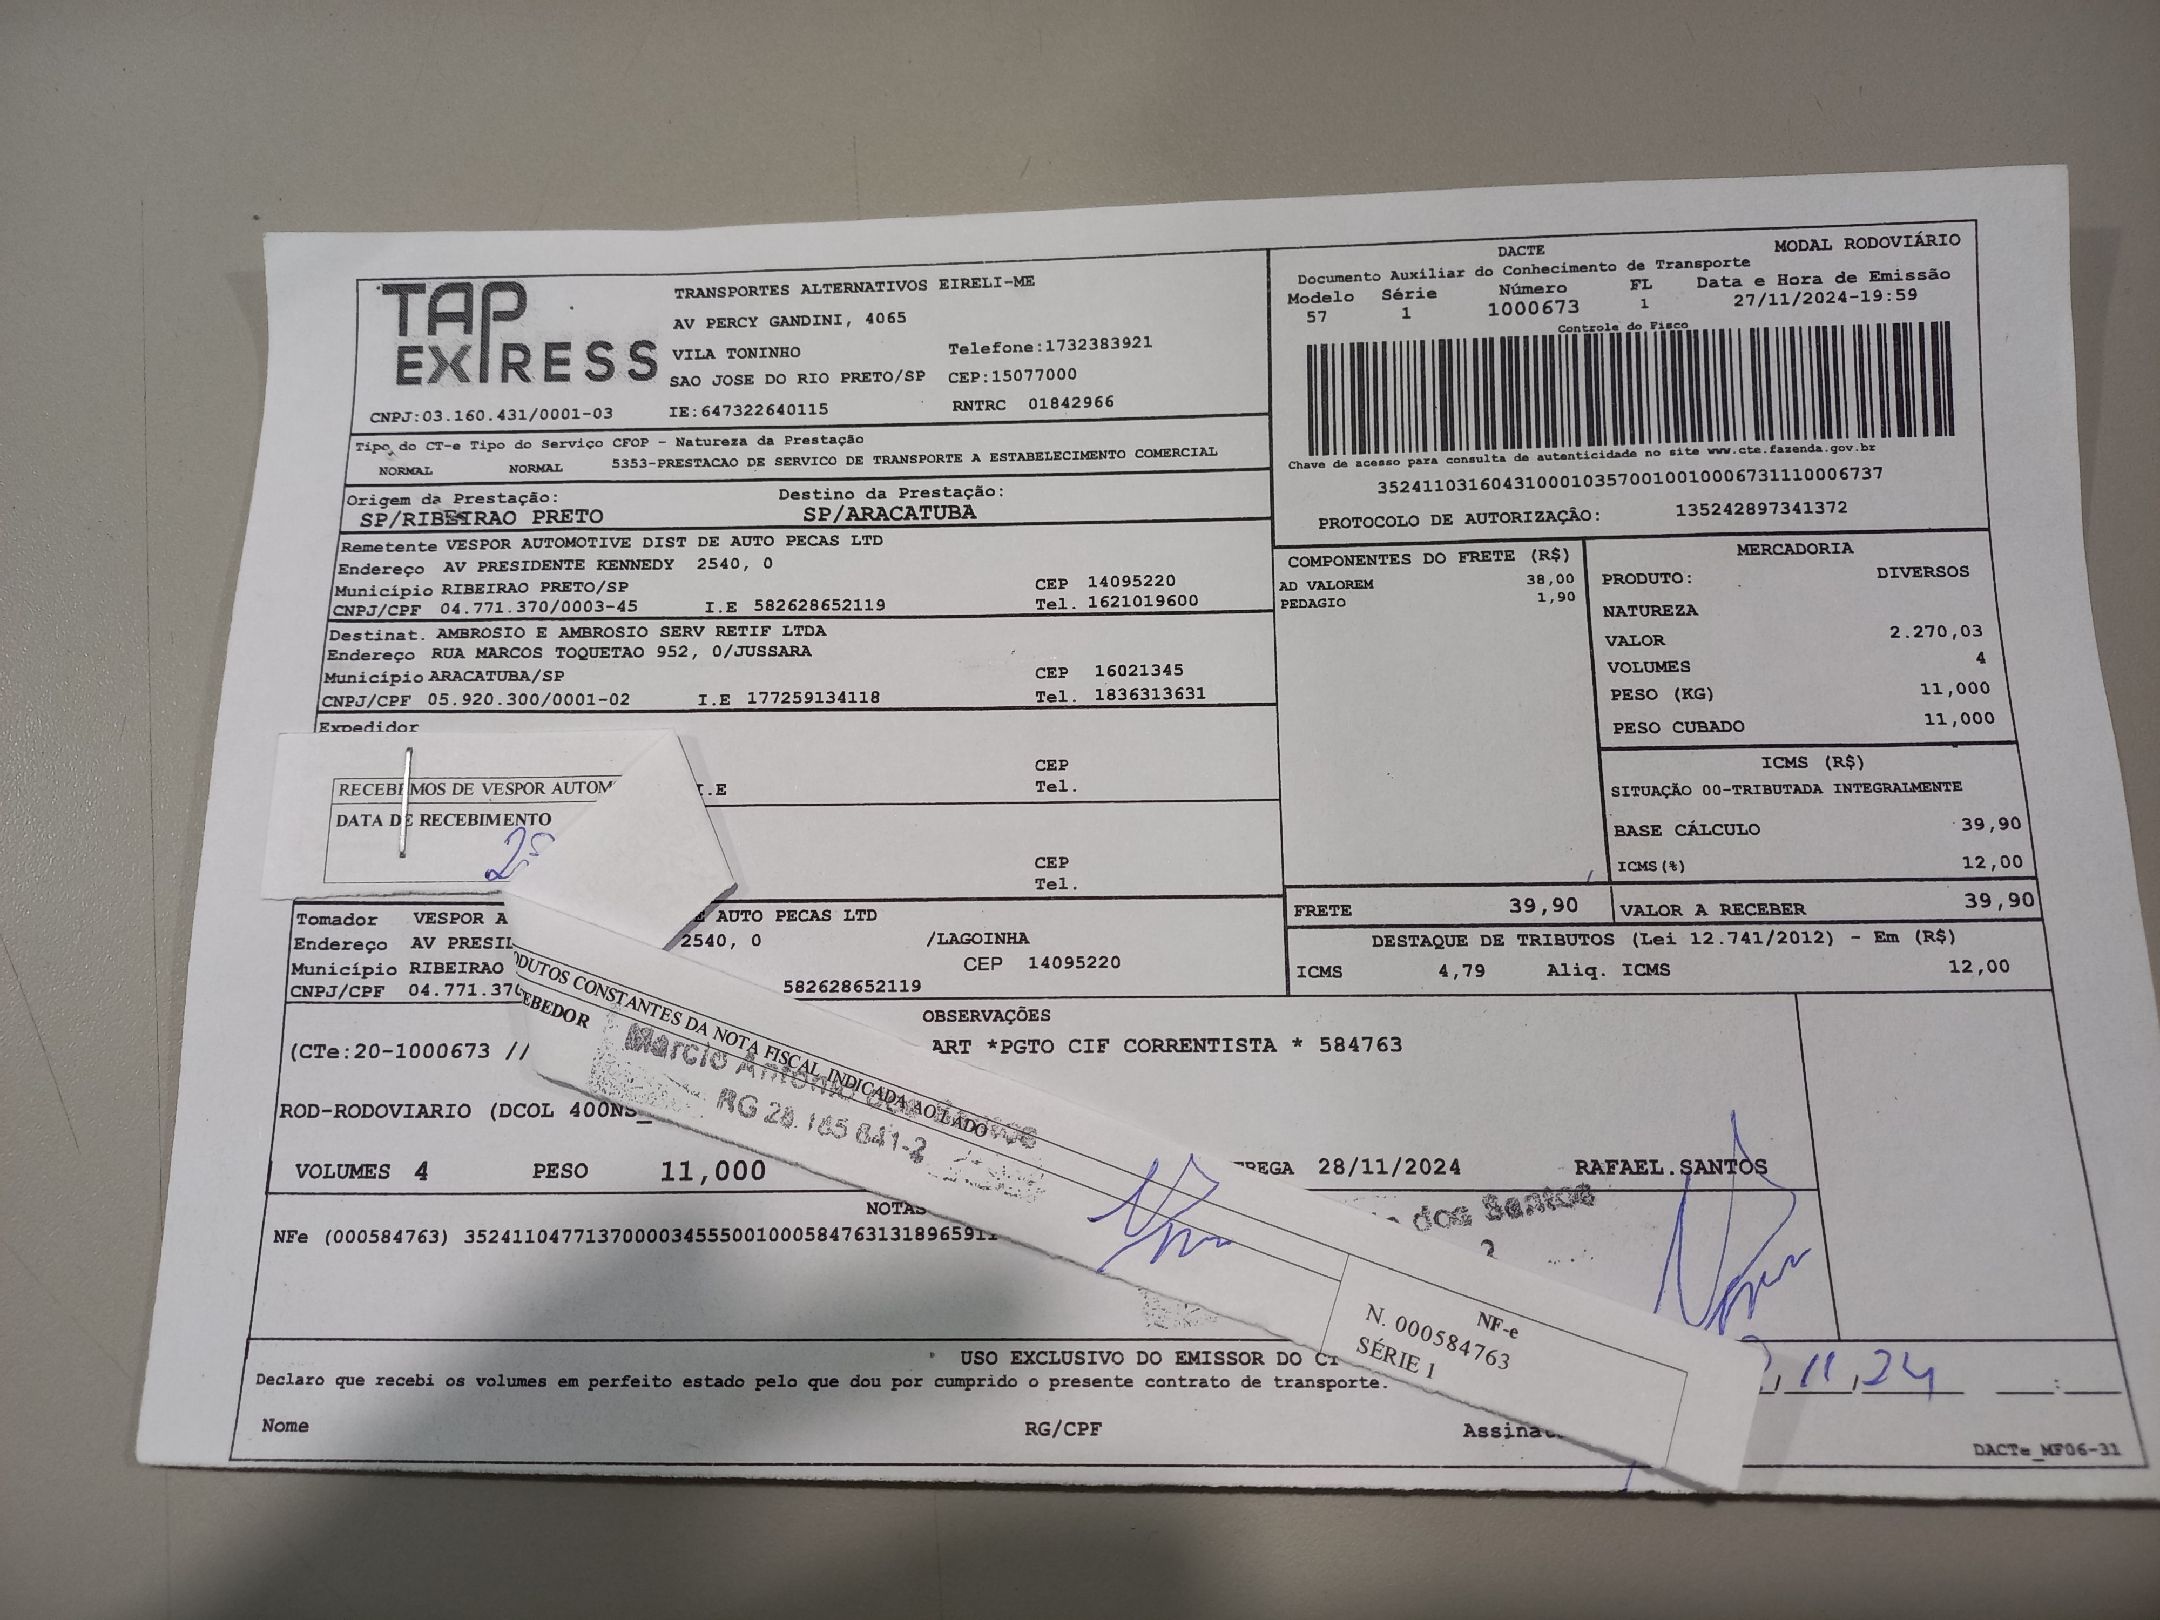 TAP EXPRESS
TRANSPORTES ALTERNATIVOS EIRELI-ME
AV PERCY GANDINI, 4065
VILA TONINHO Telefone:1732383921
SAO JOSE DO RIO PRETO/SP CEP:15077000
CNPJ:03.160.431/0001-03 IE:647322640115 RNTRC 01842966
DACTE MODAL RODOVIÁRIO
Documento Auxiliar do Conhecimento de Transporte
Modelo Série Número FL Data e Hora de Emissão
57 1 1000673 1 27/11/2024-19:59
Controle do Fisco
Chave de acesso para consulta de autenticidade no site www.cte.fazenda.gov.br
35241103160431000103570010010006731110006737
PROTOCOLO DE AUTORIZAÇÃO: 135242897341372
Tipo do CT-e Tipo do Serviço CFOP - Natureza da Prestação
NORMAL NORMAL 5353-PRESTACAO DE SERVICO DE TRANSPORTE A ESTABELECIMENTO COMERCIAL
Origem da Prestação: Destino da Prestação:
SP/RIBEIRAO PRETO SP/ARACATUBA
Remetente VESPOR AUTOMOTIVE DIST DE AUTO PECAS LTD
Endereço AV PRESIDENTE KENNEDY 2540, 0
Município RIBEIRAO PRETO/SP CEP 14095220
CNPJ/CPF 04.771.370/0003-45 I.E 582628652119 Tel. 1621019600
Destinat. AMBROSIO E AMBROSIO SERV RETIF LTDA
Endereço RUA MARCOS TOQUETAO 952, 0/JUSSARA
Município ARACATUBA/SP CEP 16021345
CNPJ/CPF 05.920.300/0001-02 I.E 177259134118 Tel. 1836313631
Expedidor
CEP
I.E Tel.
CEP
Tel.
RECEBEMOS DE VESPOR AUTOM
DATA DE RECEBIMENTO
COMPONENTES DO FRETE (R$)
AD VALOREM 38,00
PEDAGIO 1,90
MERCADORIA
PRODUTO: DIVERSOS
NATUREZA
VALOR 2.270,03
VOLUMES 4
PESO (KG) 11,000
PESO CUBADO 11,000
ICMS (R$)
SITUAÇÃO 00-TRIBUTADA INTEGRALMENTE
BASE CÁLCULO 39,90
ICMS(%) 12,00
FRETE 39,90 VALOR A RECEBER 39,90
DESTAQUE DE TRIBUTOS (Lei 12.741/2012) - Em (R$)
ICMS 4,79 Aliq. ICMS 12,00
Tomador VESPOR A E AUTO PECAS LTD
Endereço AV PRESI 2540, 0 /LAGOINHA
Município RIBEIRAO CEP 14095220
CNPJ/CPF 04.771.37 582628652119
OBSERVAÇÕES
(CTe:20-1000673 // ART *PGTO CIF CORRENTISTA * 584763
ROD-RODOVIARIO (DCOL 400NS_
VOLUMES 4 PESO 11,000 REGA 28/11/2024 RAFAEL.SANTOS
NOTAS
NFe (000584763) 3524110477137000034555001000584763131896591
DUTOS CONSTANTES DA NOTA FISCAL INDICADA AO LADO
EBEDOR
Marcio Antonio dos Santos
dos Santos
NF-e
N. 000584763
SÉRIE 1
USO EXCLUSIVO DO EMISSOR DO CT
Declaro que recebi os volumes em perfeito estado pelo que dou por cumprido o presente contrato de transporte.
, 11, 24
Nome RG/CPF Assina
DACTe_MF06-31